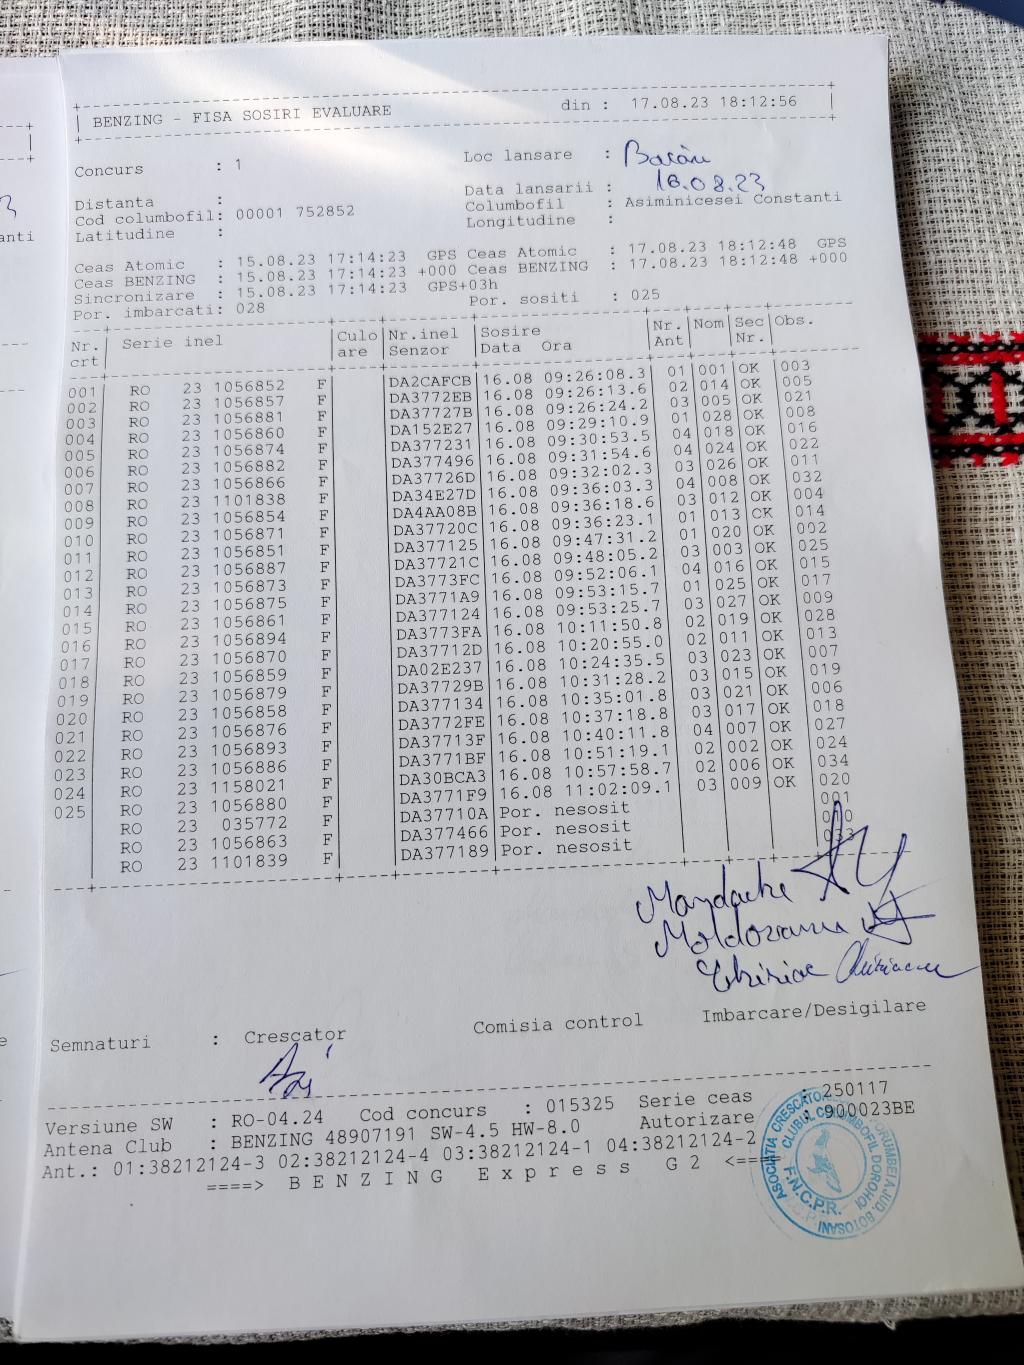 BENZING - FISA SOSIRI EVALUARE din : 17.08.23 18:12:56
Concurs : 1 Loc lansare : Bacău
Data lansarii : 16.08.23
Distanta : Columbofil : Asiminicesei Constanti
Cod columbofil: 00001 752852 Longitudine :
Latitudine :
Ceas Atomic : 15.08.23 17:14:23 GPS Ceas Atomic : 17.08.23 18:12:48 GPS
Ceas BENZING : 15.08.23 17:14:23 +000 Ceas BENZING : 17.08.23 18:12:48 +000
Sincronizare : 15.08.23 17:14:23 GPS+03h
Por. imbarcati: 028 Por. sositi : 025
Nr. Serie inel Culo Nr.inel Sosire Nr. Nom Sec Obs.
crt are Senzor Data Ora Ant Nr.
001 RO 23 1056852 F DA2CAFCB 16.08 09:26:08.3 01 001 OK 003
002 RO 23 1056857 F DA3772EB 16.08 09:26:13.6 02 014 OK 005
003 RO 23 1056881 F DA37727B 16.08 09:26:24.2 03 005 OK 021
004 RO 23 1056860 F DA152E27 16.08 09:29:10.9 01 028 OK 008
005 RO 23 1056874 F DA377231 16.08 09:30:53.5 04 018 OK 016
006 RO 23 1056882 F DA377496 16.08 09:31:54.6 04 024 OK 022
007 RO 23 1056866 F DA37726D 16.08 09:32:02.3 03 026 OK 011
008 RO 23 1101838 F DA34E27D 16.08 09:36:03.3 04 008 OK 032
009 RO 23 1056854 F DA4AA08B 16.08 09:36:18.6 03 012 OK 004
010 RO 23 1056871 F DA37720C 16.08 09:36:23.1 01 013 OK 014
011 RO 23 1056851 F DA377125 16.08 09:47:31.2 01 020 OK 002
012 RO 23 1056887 F DA37721C 16.08 09:48:05.2 03 003 OK 025
013 RO 23 1056873 F DA3773FC 16.08 09:52:06.1 04 016 OK 015
014 RO 23 1056875 F DA3771A9 16.08 09:53:15.7 01 025 OK 017
015 RO 23 1056861 F DA377124 16.08 09:53:25.7 03 027 OK 009
016 RO 23 1056894 F DA3773FA 16.08 10:11:50.8 02 019 OK 028
017 RO 23 1056870 F DA37712D 16.08 10:20:55.0 02 011 OK 013
018 RO 23 1056859 F DA02E237 16.08 10:24:35.5 03 023 OK 007
019 RO 23 1056879 F DA37729B 16.08 10:31:28.2 03 015 OK 019
020 RO 23 1056858 F DA377134 16.08 10:35:01.8 03 021 OK 006
021 RO 23 1056876 F DA3772FE 16.08 10:37:18.8 03 017 OK 018
022 RO 23 1056893 F DA37713F 16.08 10:40:11.8 04 007 OK 027
023 RO 23 1056886 F DA3771BF 16.08 10:51:19.1 02 002 OK 024
024 RO 23 1158021 F DA30BCA3 16.08 10:57:58.7 02 006 OK 034
025 RO 23 1056880 F DA3771F9 16.08 11:02:09.1 03 009 OK 020
RO 23 035772 F DA37710A Por. nesosit 001
RO 23 1056863 F DA377466 Por. nesosit
RO 23 1101839 F DA377189 Por. nesosit 033
Mandache
Moldovanu
Chiriac
Semnaturi : Crescator Comisia control Imbarcare/Desigilare
Versiune SW : RO-04.24 Cod concurs : 015325 Serie ceas : 250117
Antena Club : BENZING 48907191 SW-4.5 HW-8.0 Autorizare : 900023BE
Ant.: 01:38212124-3 02:38212124-4 03:38212124-1 04:38212124-2
====> B E N Z I N G E x p r e s s G 2 <====
CLUBUL COLUMBOFIL DOROHOI
F.N.C.P.R.